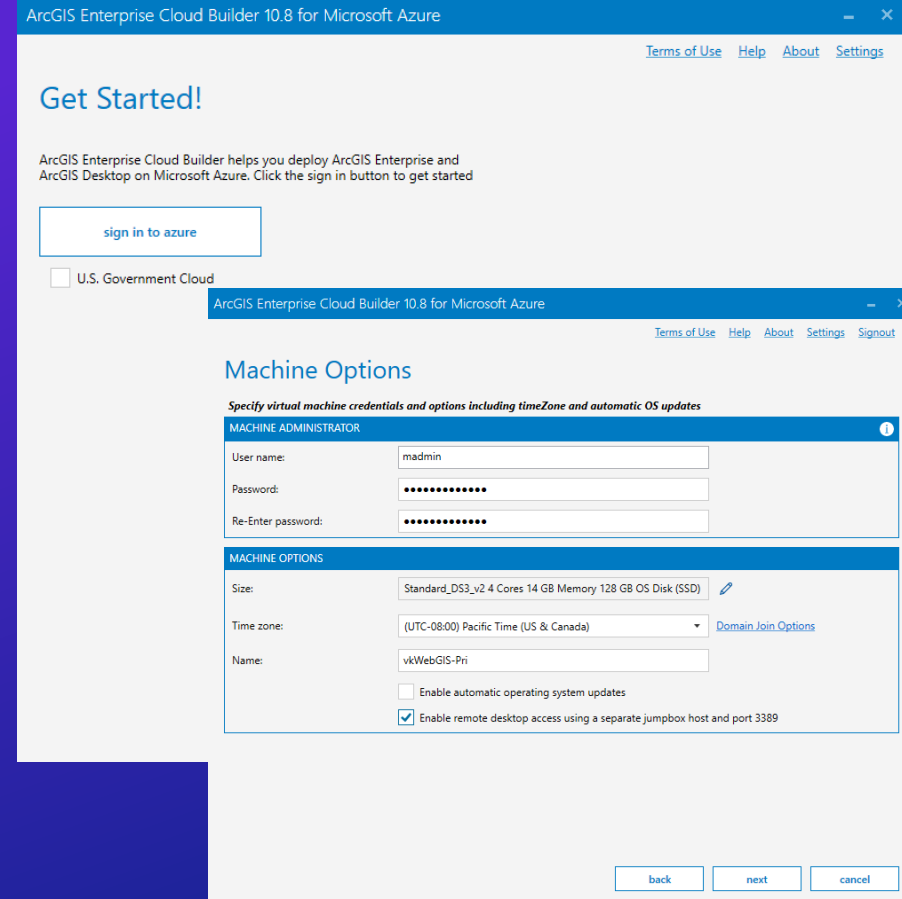 ArcGIS Enterprise Cloud Builder 10.8 for Microsoft Azure
Terms of Use Help About Settings
Get Started!
ArcGIS Enterprise Cloud Builder helps you deploy ArcGIS Enterprise and
ArcGIS Desktop on Microsoft Azure. Click the sign in button to get started
sign in to azure
U.S. Government Cloud
ArcGIS Enterprise Cloud Builder 10.8 for Microsoft Azure
Terms of Use Help About Settings Signout
Machine Options
Specify virtual machine credentials and options including timeZone and automatic OS updates
MACHINE ADMINISTRATOR
User name: madmin
Password: •••••••••••••
Re-Enter password: •••••••••••••
MACHINE OPTIONS
Size: Standard_DS3_v2 4 Cores 14 GB Memory 128 GB OS Disk (SSD)
Time zone: (UTC-08:00) Pacific Time (US & Canada) Domain Join Options
Name: vkWebGIS-Pri
Enable automatic operating system updates
Enable remote desktop access using a separate jumpbox host and port 3389
back next cancel